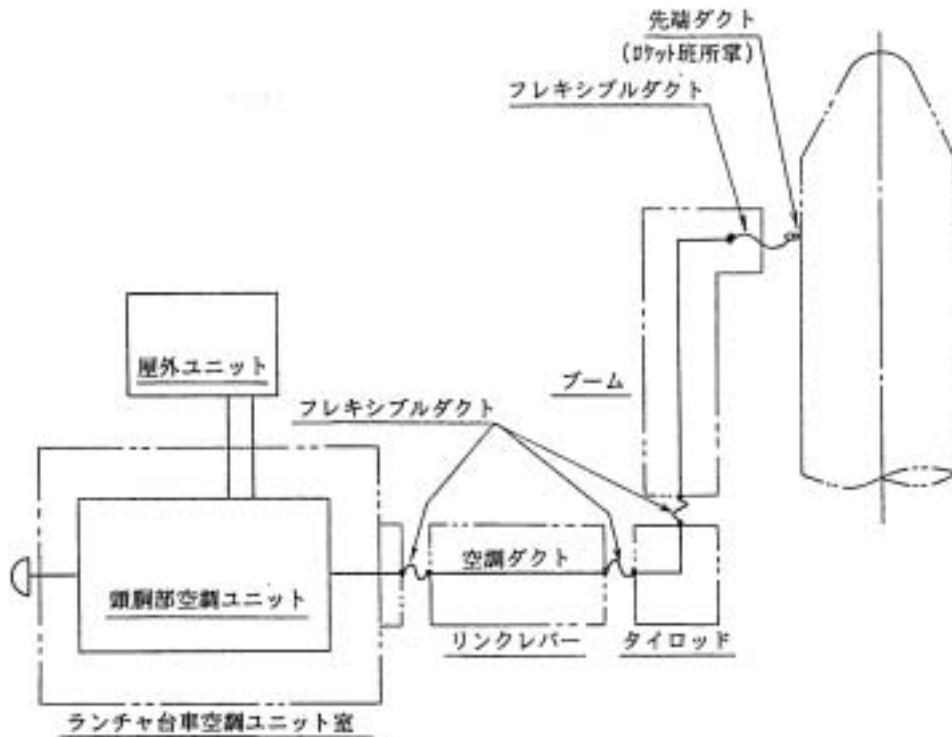 先端ダクト
(ロケット班所掌)
フレキシブルダクト
屋外ユニット
ブーム
フレキシブルダクト
空調ダクト
頭胴部空調ユニット
リンクレバー
タイロッド
ランチャ台車空調ユニット室